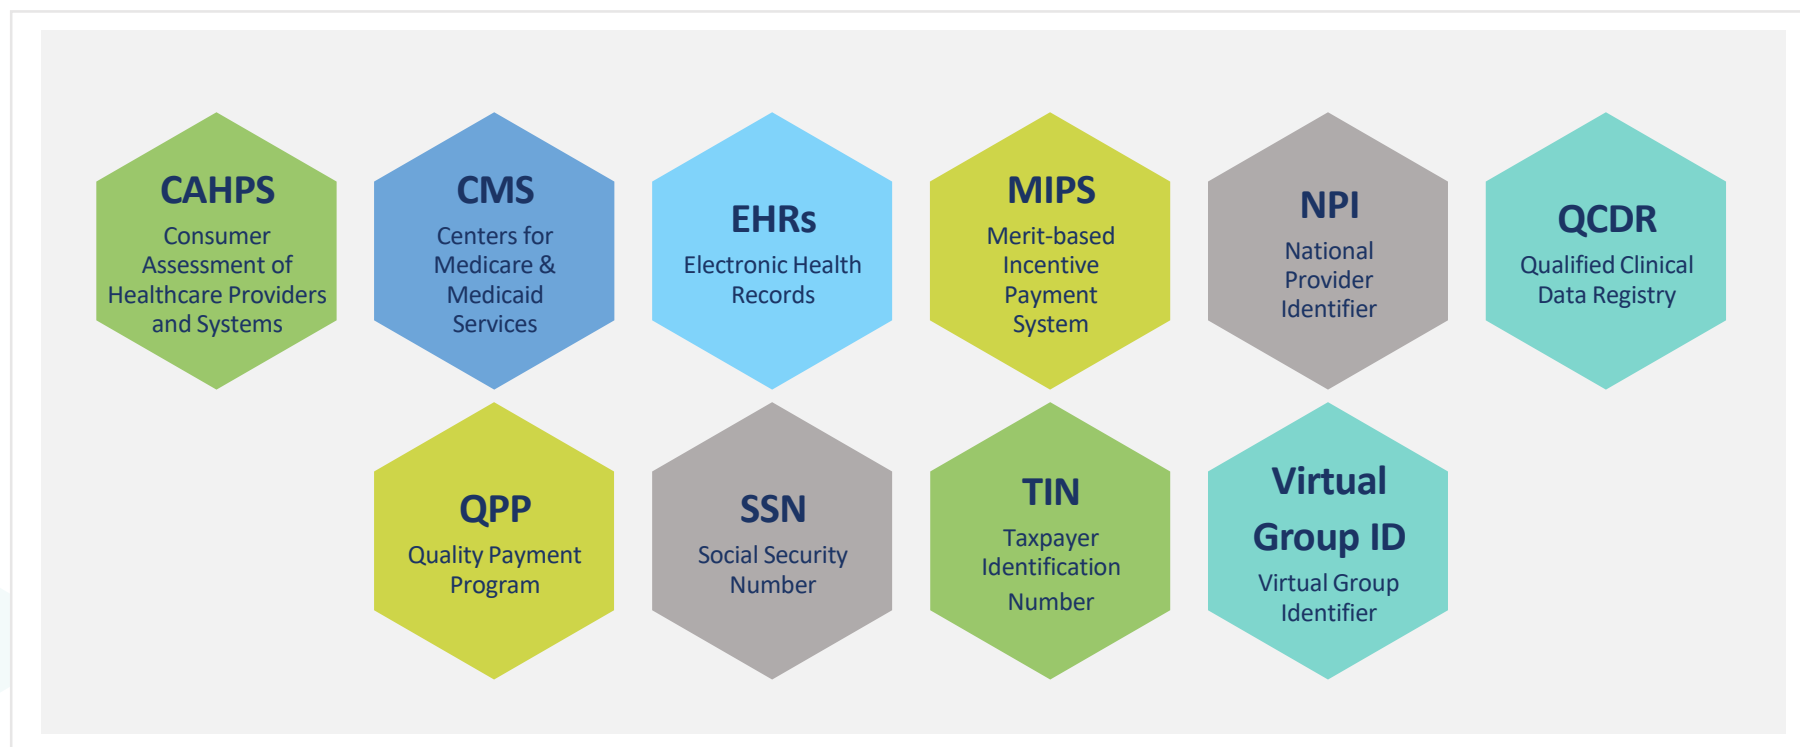 CAHPS
Consumer
Assessment of
Healthcare Providers
and Systems
CMS
Centers for
Medicare &
Medicaid
Services
EHRs
Electronic Health
Records
MIPS
Merit-based
Incentive
Payment
System
NPI
National
Provider
Identifier
QCDR
Qualified Clinical
Data Registry
QPP
Quality Payment
Program
SSN
Social Security
Number
TIN
Taxpayer
Identification
Number
Virtual
Group ID
Virtual Group
Identifier